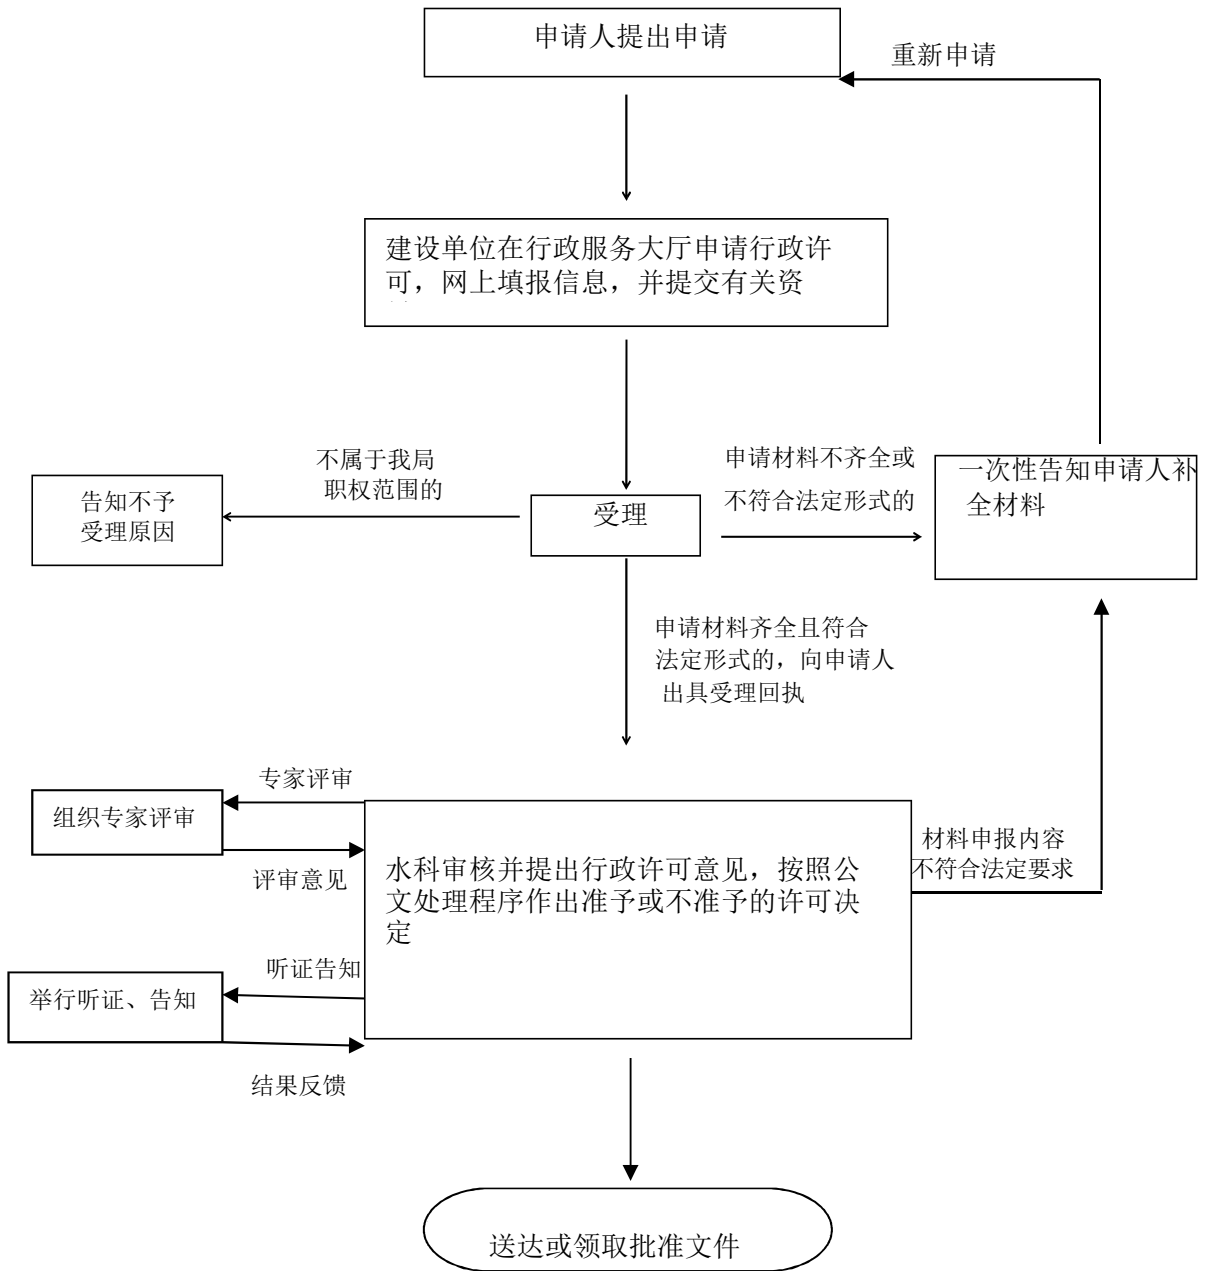 申请人提出申请
重新申请
建设单位在行政服务大厅申请行政许
可，网上填报信息，并提交有关资
不属于我局
职权范围的
申请材料不齐全或
不符合法定形式的
告知不予
受理原因
受理
一次性告知申请人补
全材料
申请材料齐全且符合
法定形式的，向申请人
出具受理回执
专家评审
组织专家评审
评审意见
水科审核并提出行政许可意见，按照公
文处理程序作出准予或不准予的许可决
定
材料申报内容
不符合法定要求
听证告知
举行听证、告知
结果反馈
送达或领取批准文件